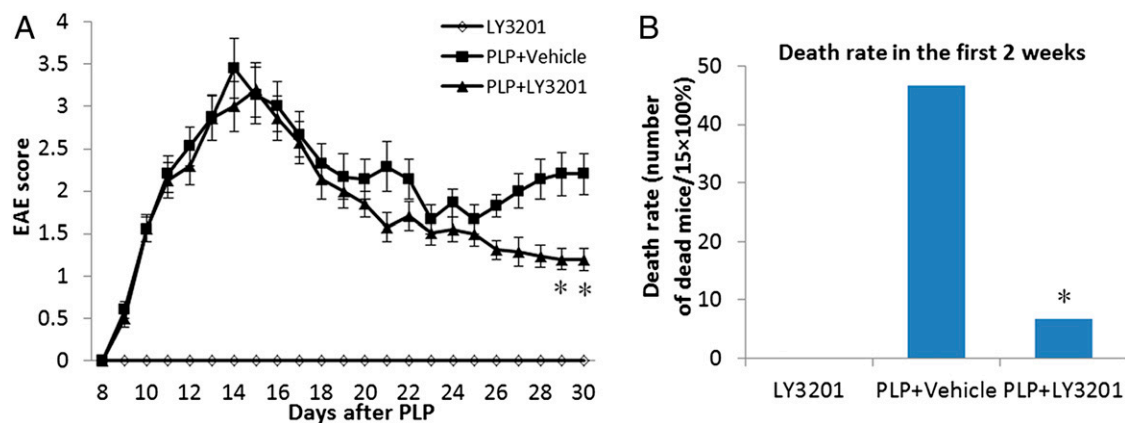 A
LY3201
PLP+Vehicle
PLP+LY3201
EAE score
4
3.5
3
2.5
2
1.5
1
0.5
0
* *
8 10 12 14 16 18 20 22 24 26 28 30
Days after PLP
B
Death rate in the first 2 weeks
Death rate (number
of dead mice/15×100%)
50
40
30
20
10
0
*
LY3201 PLP+Vehicle PLP+LY3201